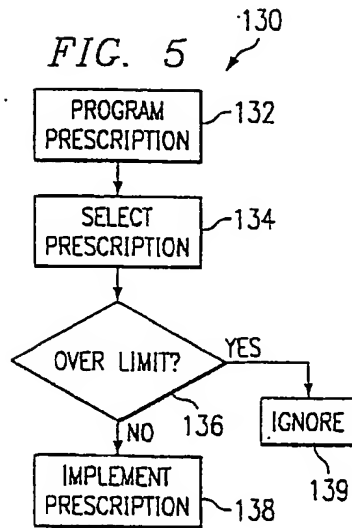 130
FIG. 5
PROGRAM
PRESCRIPTION
132
SELECT
PRESCRIPTION
134
OVER LIMIT?
YES
136
NO
IGNORE
139
IMPLEMENT
PRESCRIPTION
138